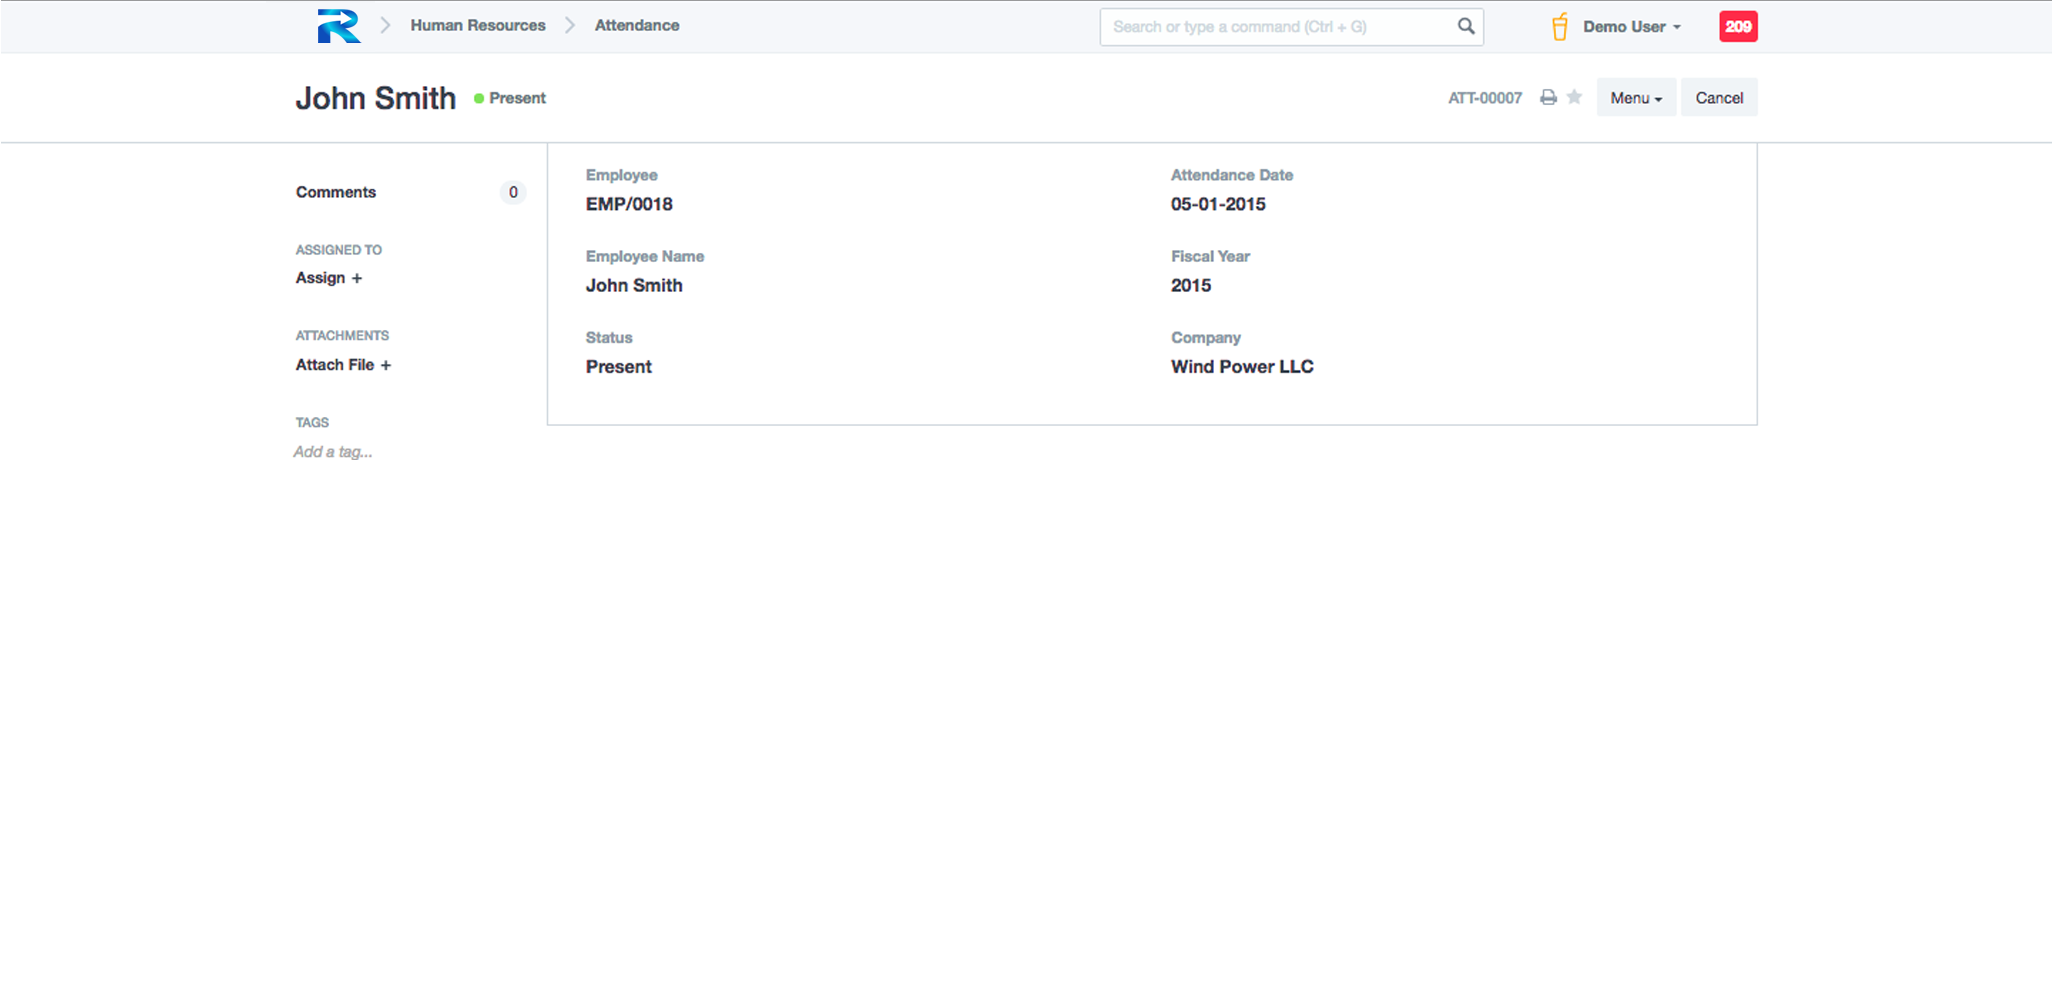 Human Resources
Attendance
Search or type a command (Ctrl + G)
Demo User
209
John Smith
Present
ATT-00007
Menu
Cancel
Comments
0
ASSIGNED TO
Assign +
ATTACHMENTS
Attach File +
TAGS
Add a tag...
Employee
EMP/0018
Employee Name
John Smith
Status
Present
Attendance Date
05-01-2015
Fiscal Year
2015
Company
Wind Power LLC